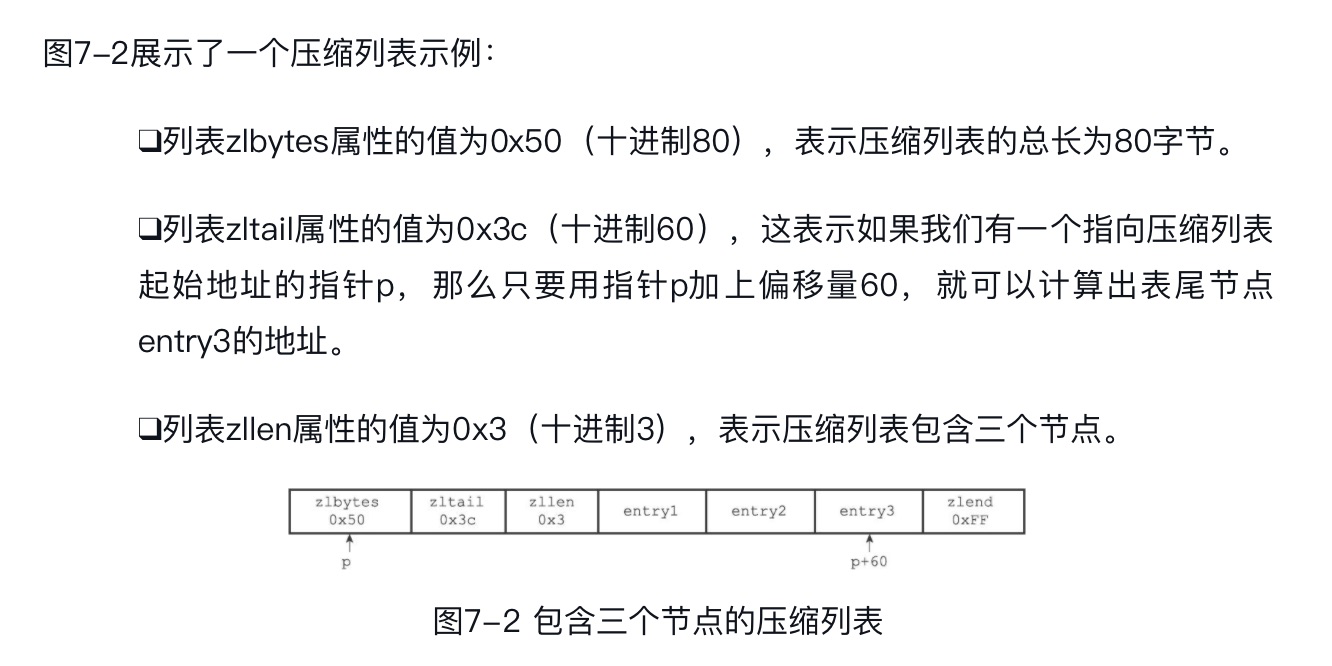 图7-2展示了一个压缩列表示例：
❑列表zlbytes属性的值为0x50（十进制80），表示压缩列表的总长为80字节。
❑列表zltail属性的值为0x3c（十进制60），这表示如果我们有一个指向压缩列表
起始地址的指针p，那么只要用指针p加上偏移量60，就可以计算出表尾节点
entry3的地址。
❑列表zllen属性的值为0x3（十进制3），表示压缩列表包含三个节点。
zlbytes zltail zllen entry1 entry2 entry3 zlend
0x50 0x3c 0x3 0xFF
p p+60
图7-2 包含三个节点的压缩列表